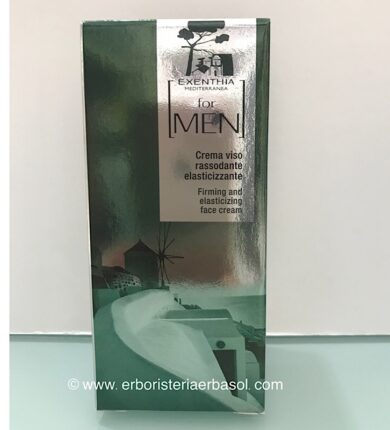 EXENTHIA
MEDITERRANEA
for
[MEN]
Crema viso
rassodante
elasticizzante
Firming and
elasticizing
face cream
© www. erboristeriaerbasol . com